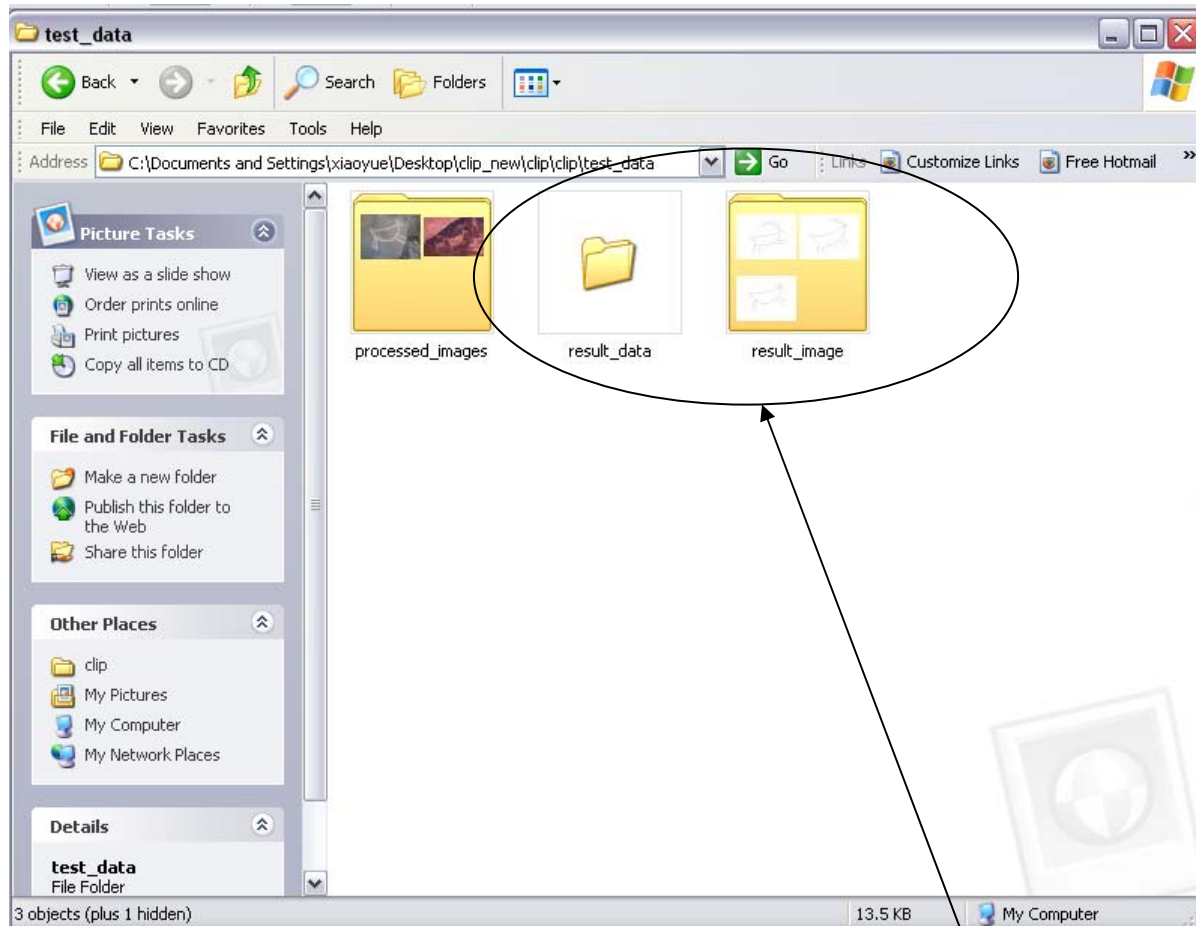 test_data
Back Search Folders
File Edit View Favorites Tools Help
Address C:\Documents and Settings\xiaoyue\Desktop\clip_new\clip\clip\test_data Go Links Customize Links Free Hotmail »
Picture Tasks
View as a slide show
Order prints online
Print pictures
Copy all items to CD
File and Folder Tasks
Make a new folder
Publish this folder to
the Web
Share this folder
Other Places
clip
My Pictures
My Computer
My Network Places
Details
test_data
File Folder
processed_images result_data result_image
3 objects (plus 1 hidden) 13.5 KB My Computer